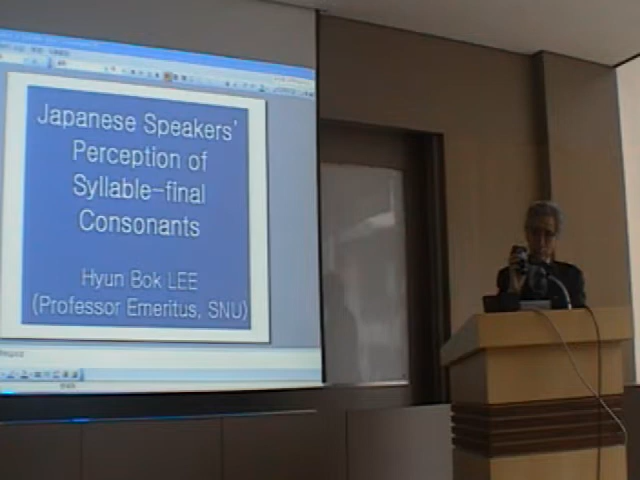 Japanese Speakers'
Perception of
Syllable-final
Consonants
Hyun Bok LEE
(Professor Emeritus, SNU)